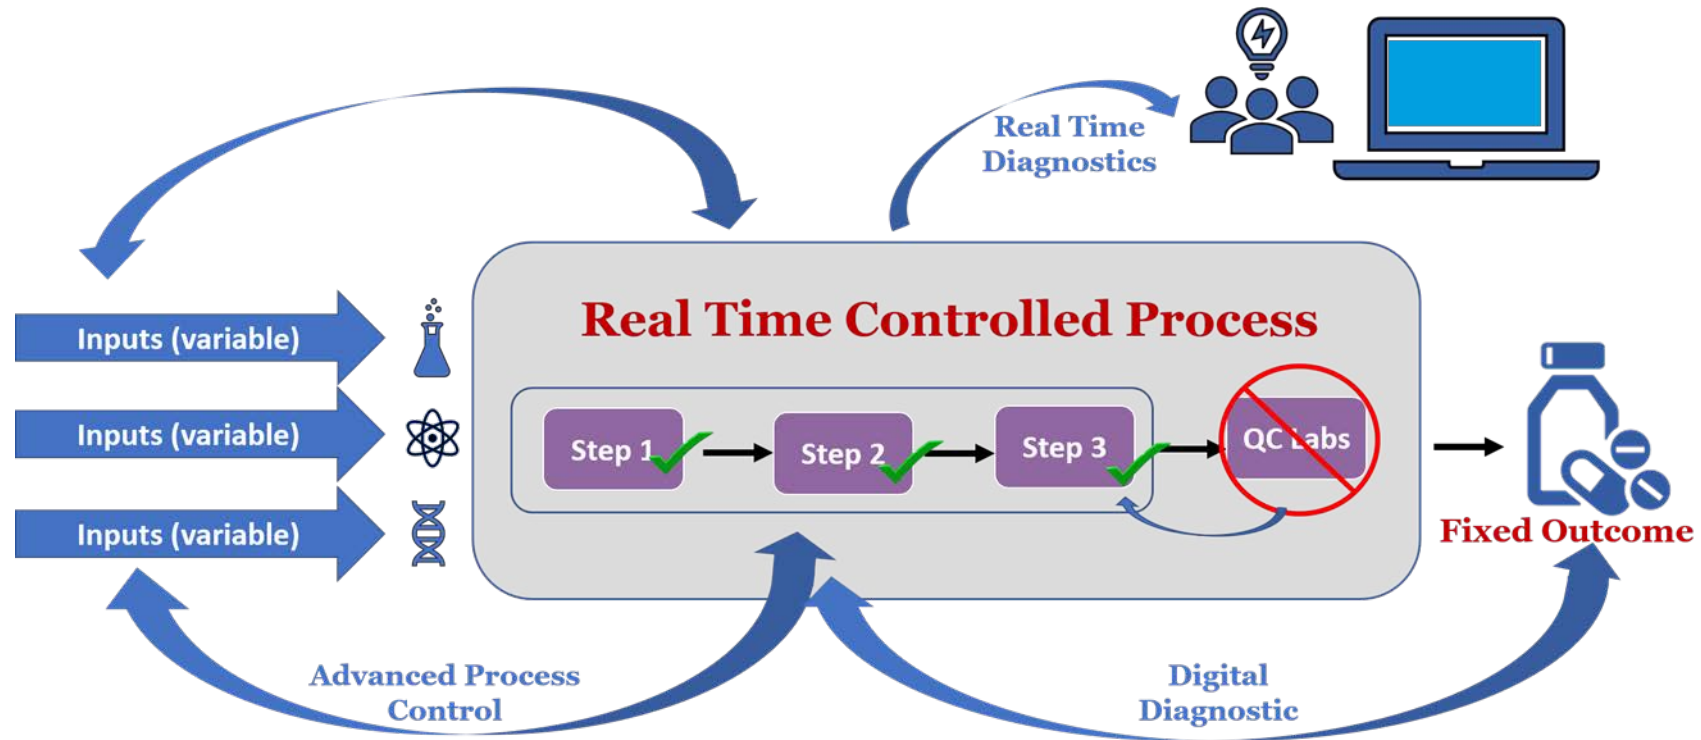 Real Time
Diagnostics
Real Time Controlled Process
Inputs (variable)
Inputs (variable)
Inputs (variable)
Step 1
Step 2
Step 3
QC Labs
Fixed Outcome
Advanced Process
Control
Digital
Diagnostic